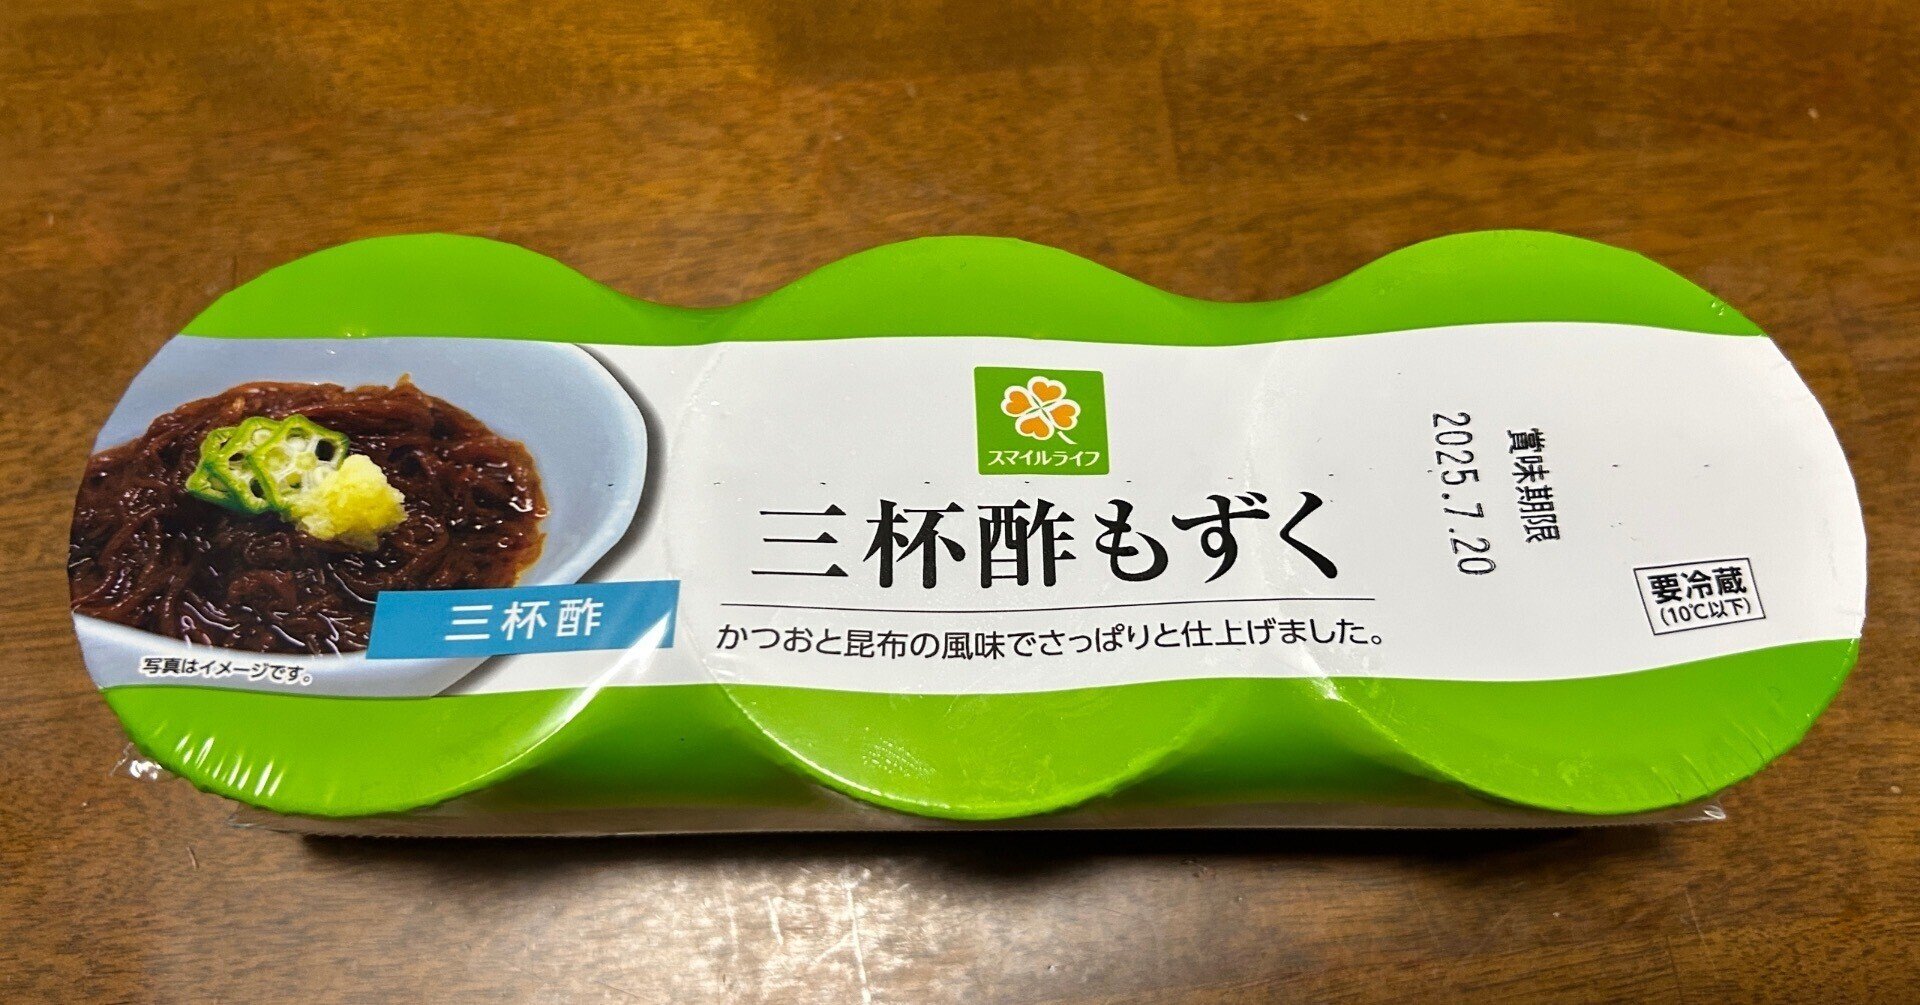 スマイルライフ
三杯酢もずく
かつおと昆布の風味でさっぱりと仕上げました。
三杯酢
写真はイメージです。
賞味期限
2025.7.20
要冷蔵
(10℃以下)